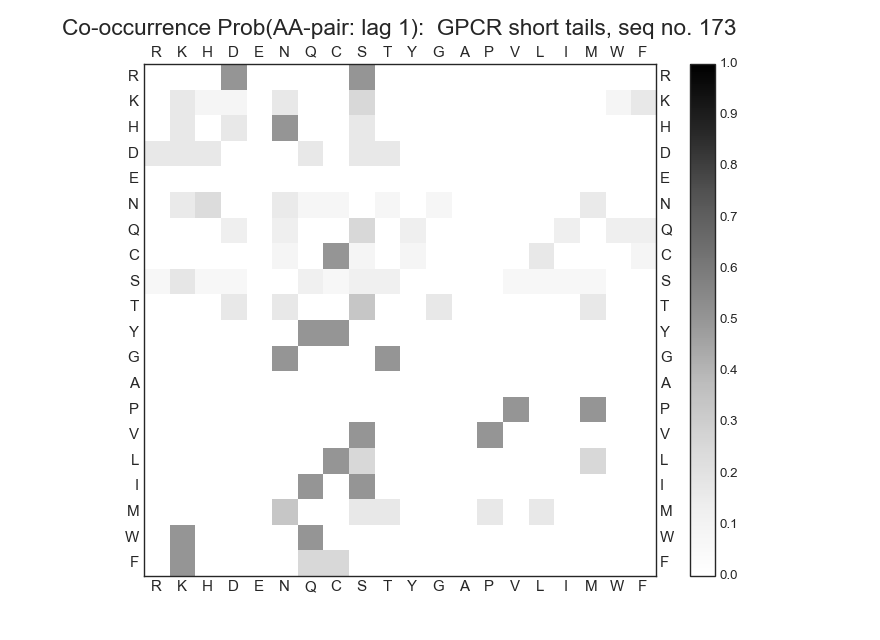 Co-occurrence Prob(AA-pair: lag 1):  GPCR short tails, seq no. 173
R K H D E N Q C S T Y G A P V L I M W F
R R
K K
H H
D D
E E
N N
Q Q
C C
S S
T T
Y Y
G G
A A
P P
V V
L L
I I
M M
W W
F F
R K H D E N Q C S T Y G A P V L I M W F
1.0
0.9
0.8
0.7
0.6
0.5
0.4
0.3
0.2
0.1
0.0